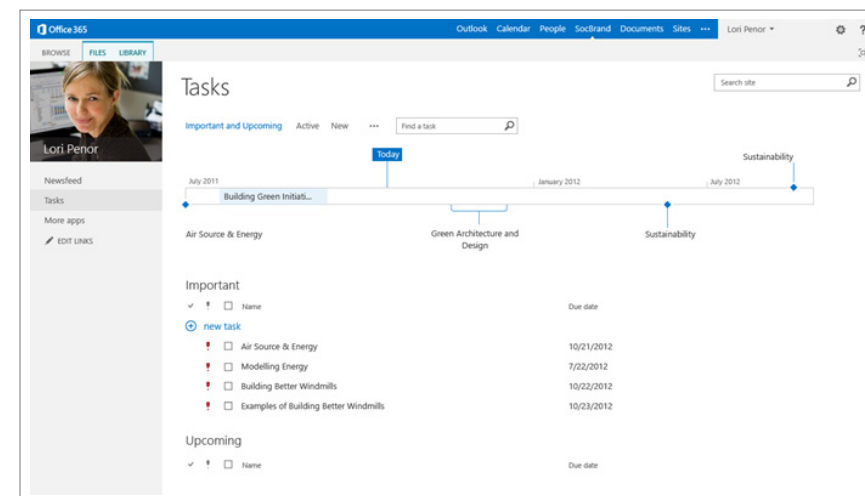 Office 365
Outlook Calendar People SocBrand Documents Sites ••• Lori Penor
BROWSE FILES LIBRARY
Tasks
Search site
Important and Upcoming Active New ••• Find a task
Lori Penor
Today
Sustainability
Newsfeed
July 2011 January 2012 July 2012
Tasks
Building Green Initiati...
More apps
EDIT LINKS
Air Source & Energy
Green Architecture and
Design
Sustainability
Important
Name Due date
new task
Air Source & Energy 10/21/2012
Modelling Energy 7/22/2012
Building Better Windmills 10/22/2012
Examples of Building Better Windmills 10/23/2012
Upcoming
Name Due date